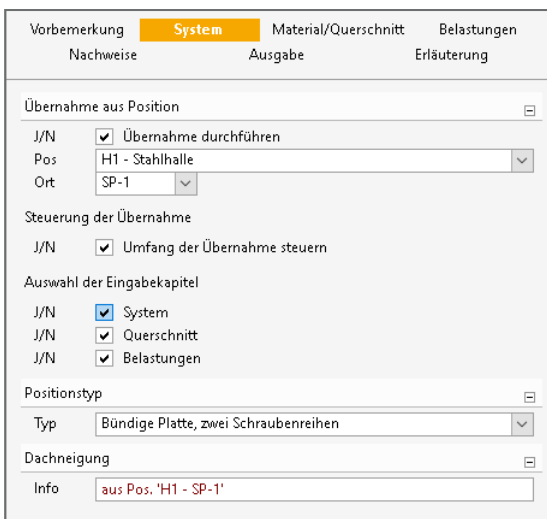 Vorbemerkung System Material/Querschnitt Belastungen
Nachweise Ausgabe Erläuterung
Übernahme aus Position
J/N Übernahme durchführen
Pos H1 - Stahlhalle
Ort SP-1
Steuerung der Übernahme
J/N Umfang der Übernahme steuern
Auswahl der Eingabekapitel
J/N System
J/N Querschnitt
J/N Belastungen
Positionstyp
Typ Bündige Platte, zwei Schraubenreihen
Dachneigung
Info aus Pos. 'H1 - SP-1'